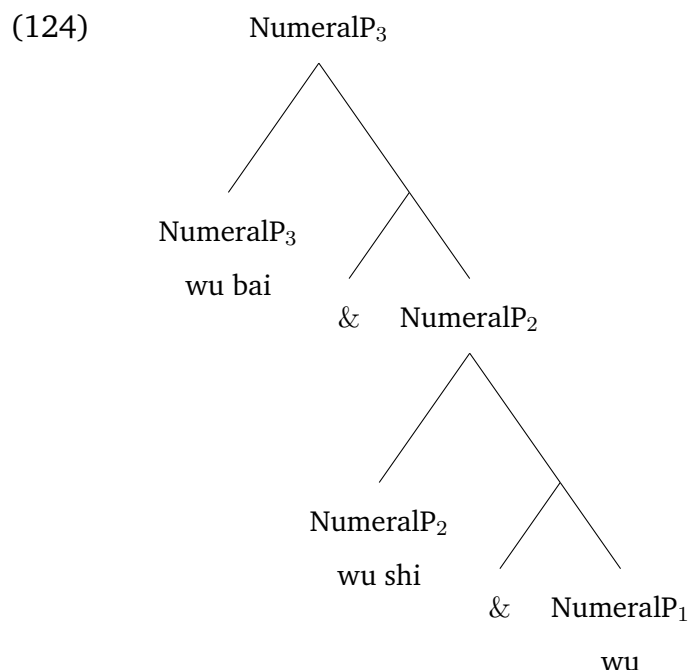 (124) NumeralP₃
NumeralP₃
wu bai
& NumeralP₂
NumeralP₂
wu shi
& NumeralP₁
wu